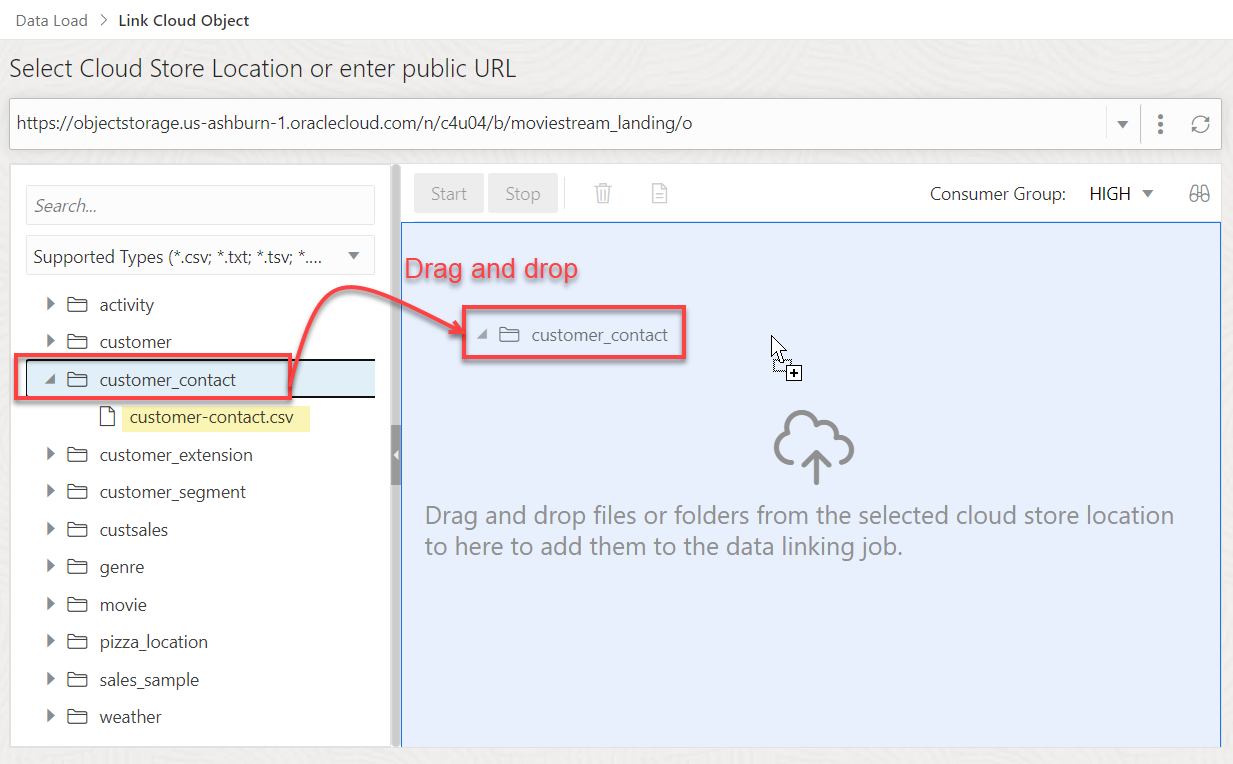 Data Load > Link Cloud Object
Select Cloud Store Location or enter public URL
https://objectstorage.us-ashburn-1.oraclecloud.com/n/c4u04/b/moviestream_landing/o
Search...
Supported Types (*.csv; *.txt; *.tsv; *....
activity
customer
customer_contact
customer-contact.csv
customer_extension
customer_segment
custsales
genre
movie
pizza_location
sales_sample
weather
Start Stop Consumer Group: HIGH
Drag and drop
customer_contact
Drag and drop files or folders from the selected cloud store location
to here to add them to the data linking job.